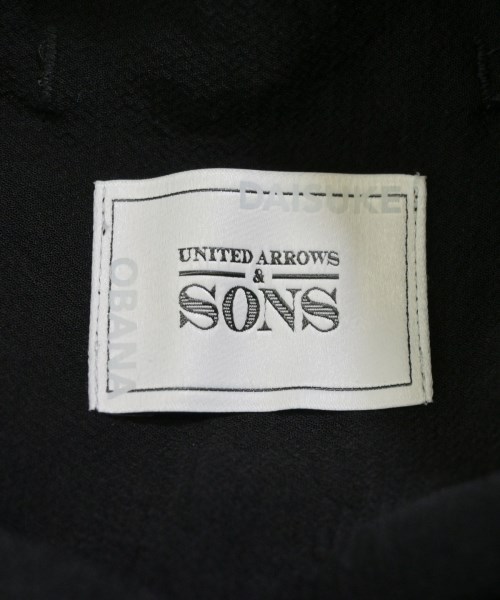 DAISUKE
OBANA
UNITED ARROWS
&
SONS